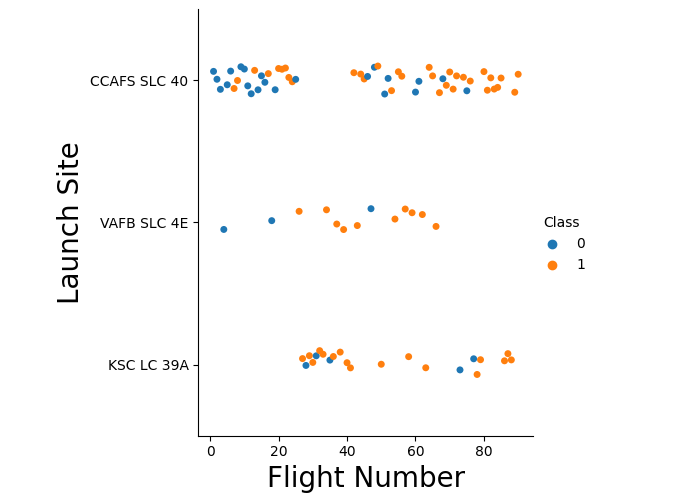 Launch Site
CCAFS SLC 40
VAFB SLC 4E
KSC LC 39A
0 20 40 60 80
Flight Number
Class
0
1